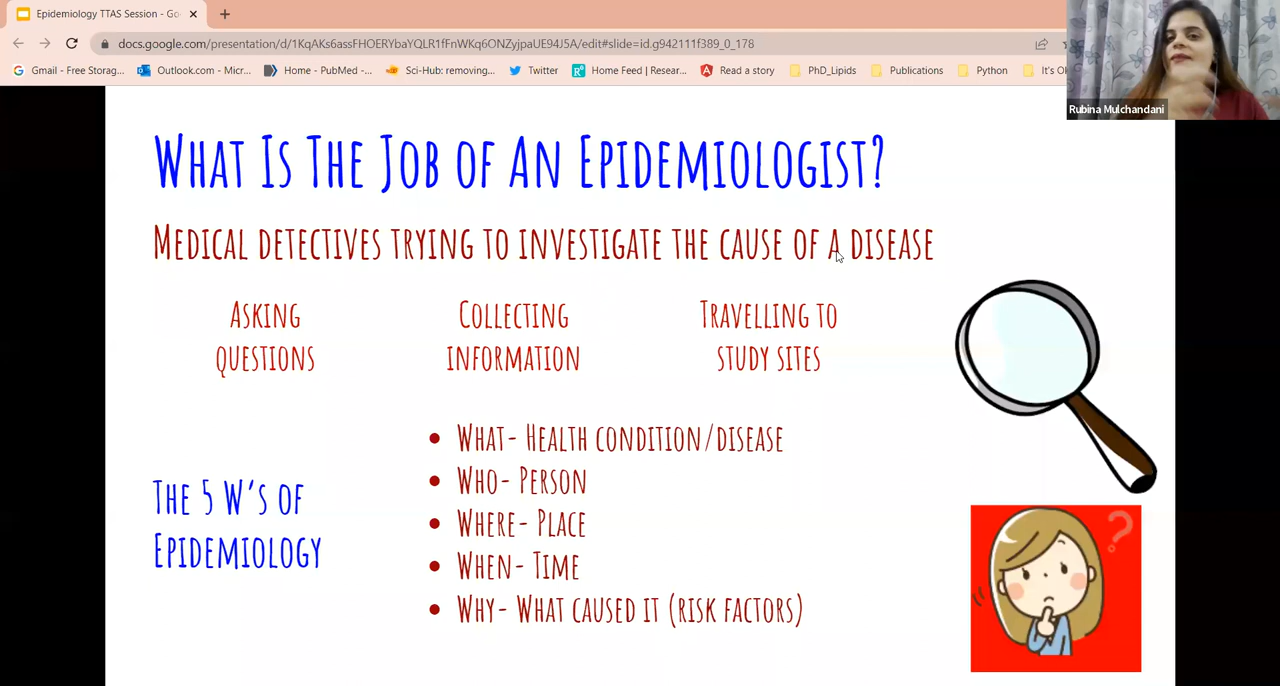 Epidemiology TTAS Session - Go
docs.google.com/presentation/d/1KqAKs6assFHOERYbaYQLR1fFnWKq6ONZyjpaUE94J5A/edit#slide=id.g942111f389_0_178
Gmail - Free Storag... Outlook.com - Micr... Home - PubMed -... Sci-Hub: removing... Twitter Home Feed | Resear... Read a story PhD_Lipids Publications Python It's Ok
Rubina Mulchandani
What Is The Job of An Epidemiologist?
Medical detectives trying to investigate the cause of a disease
Asking
questions
Collecting
information
Travelling to
study sites
The 5 W's of
Epidemiology
What- Health condition/disease
Who- Person
Where- Place
When- Time
Why- What caused it (risk factors)
?